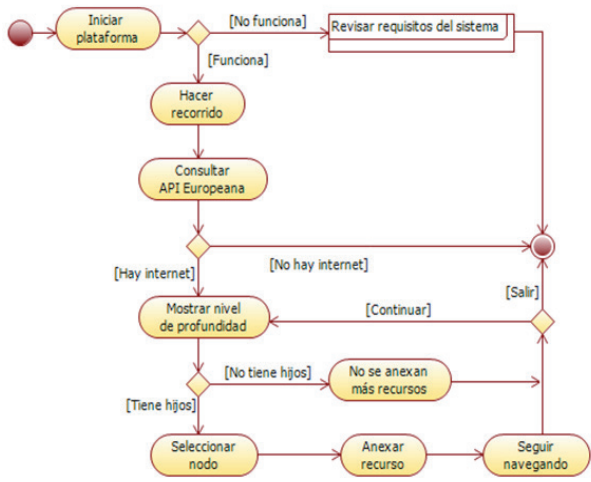 Iniciar
plataforma
[No funciona]
Revisar requisitos del sistema
[Funciona]
Hacer
recorrido
Consultar
API Europeana
[Hay internet]
[No hay internet]
[Salir]
Mostrar nivel
de profundidad
[Continuar]
[No tiene hijos]
No se anexan
más recursos
[Tiene hijos]
Seleccionar
nodo
Anexar
recurso
Seguir
navegando